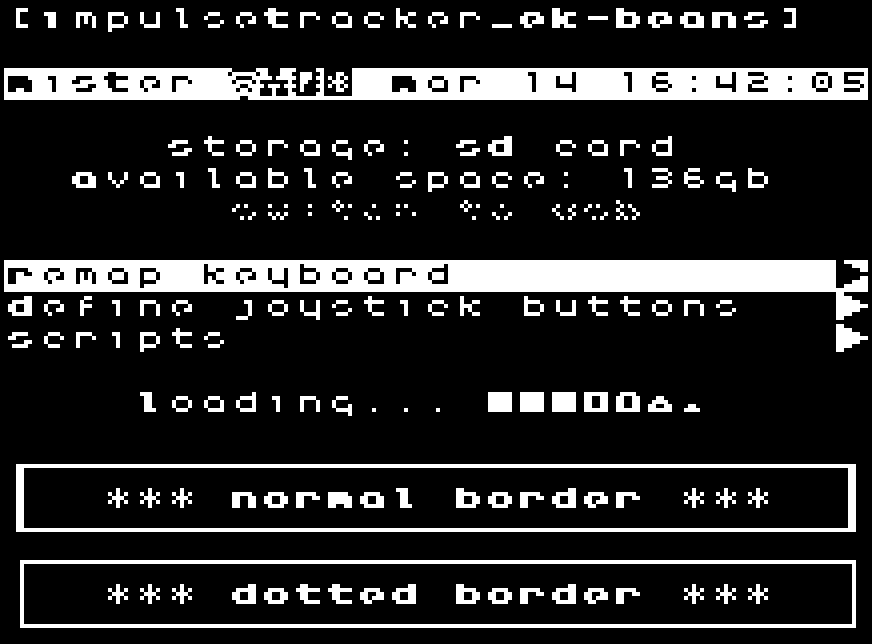 [impulsetracker_ek-beans]
mister mar 14 16:42:05
storage: sd card
available space: 136gb
remap keyboard
define joystick buttons
scripts
loading...
*** normal border ***
*** dotted border ***